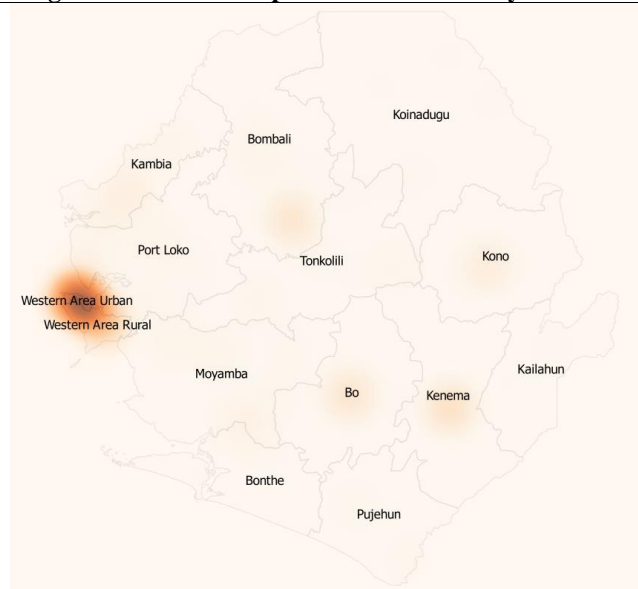 Koinadugu
Bombali
Kambia
Port Loko
Tonkolili
Kono
Western Area Urban
Western Area Rural
Moyamba
Kailahun
Bo
Kenema
Bonthe
Pujehun